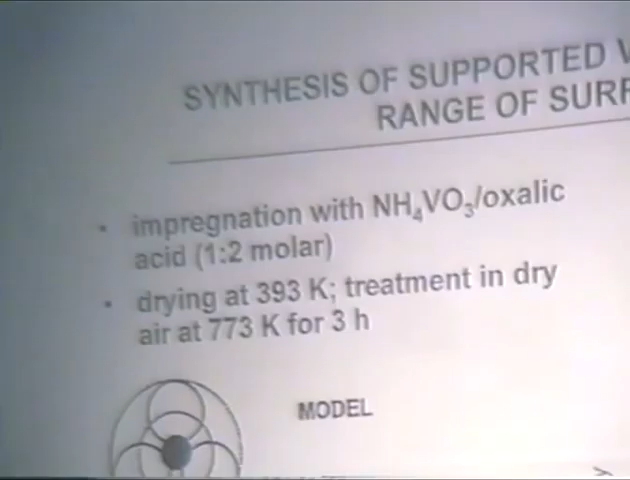 SYNTHESIS OF SUPPORTED V
RANGE OF SURF
• impregnation with NH₄VO₃/oxalic
acid (1:2 molar)
• drying at 393 K; treatment in dry
air at 773 K for 3 h
MODEL